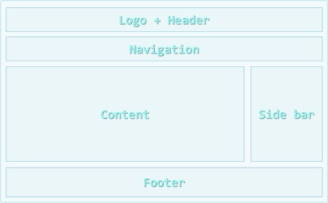 Logo + Header
Navigation
Content
Side bar
Footer